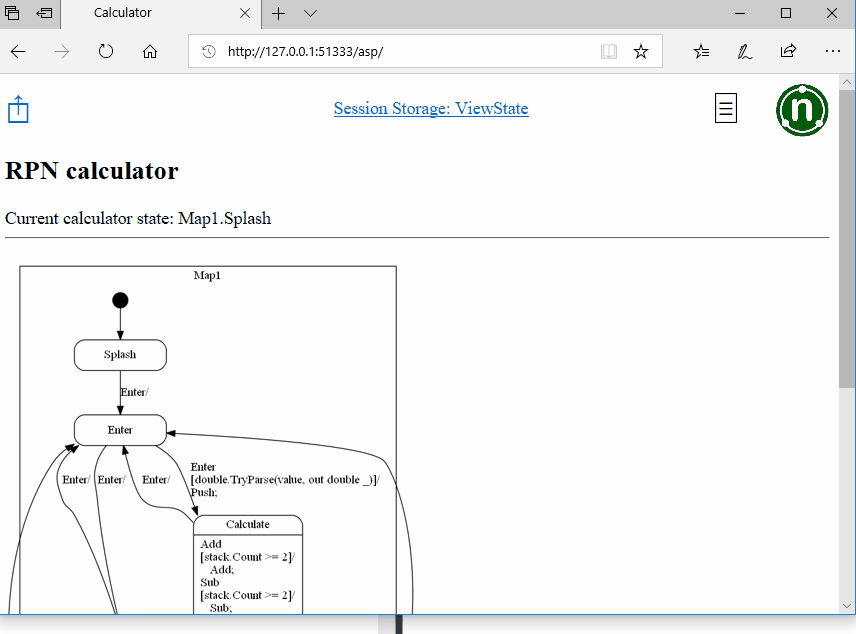 Calculator
http://127.0.0.1:51333/asp/
Session Storage: ViewState
n
RPN calculator
Current calculator state: Map1.Splash
Map1
Splash
Enter/
Enter
Enter/ Enter/ Enter/
Enter
[double.TryParse(value, out double _)]/
Push;
Calculate
Add
[stack.Count >= 2]/
Add;
Sub
[stack.Count >= 2]/
Sub;